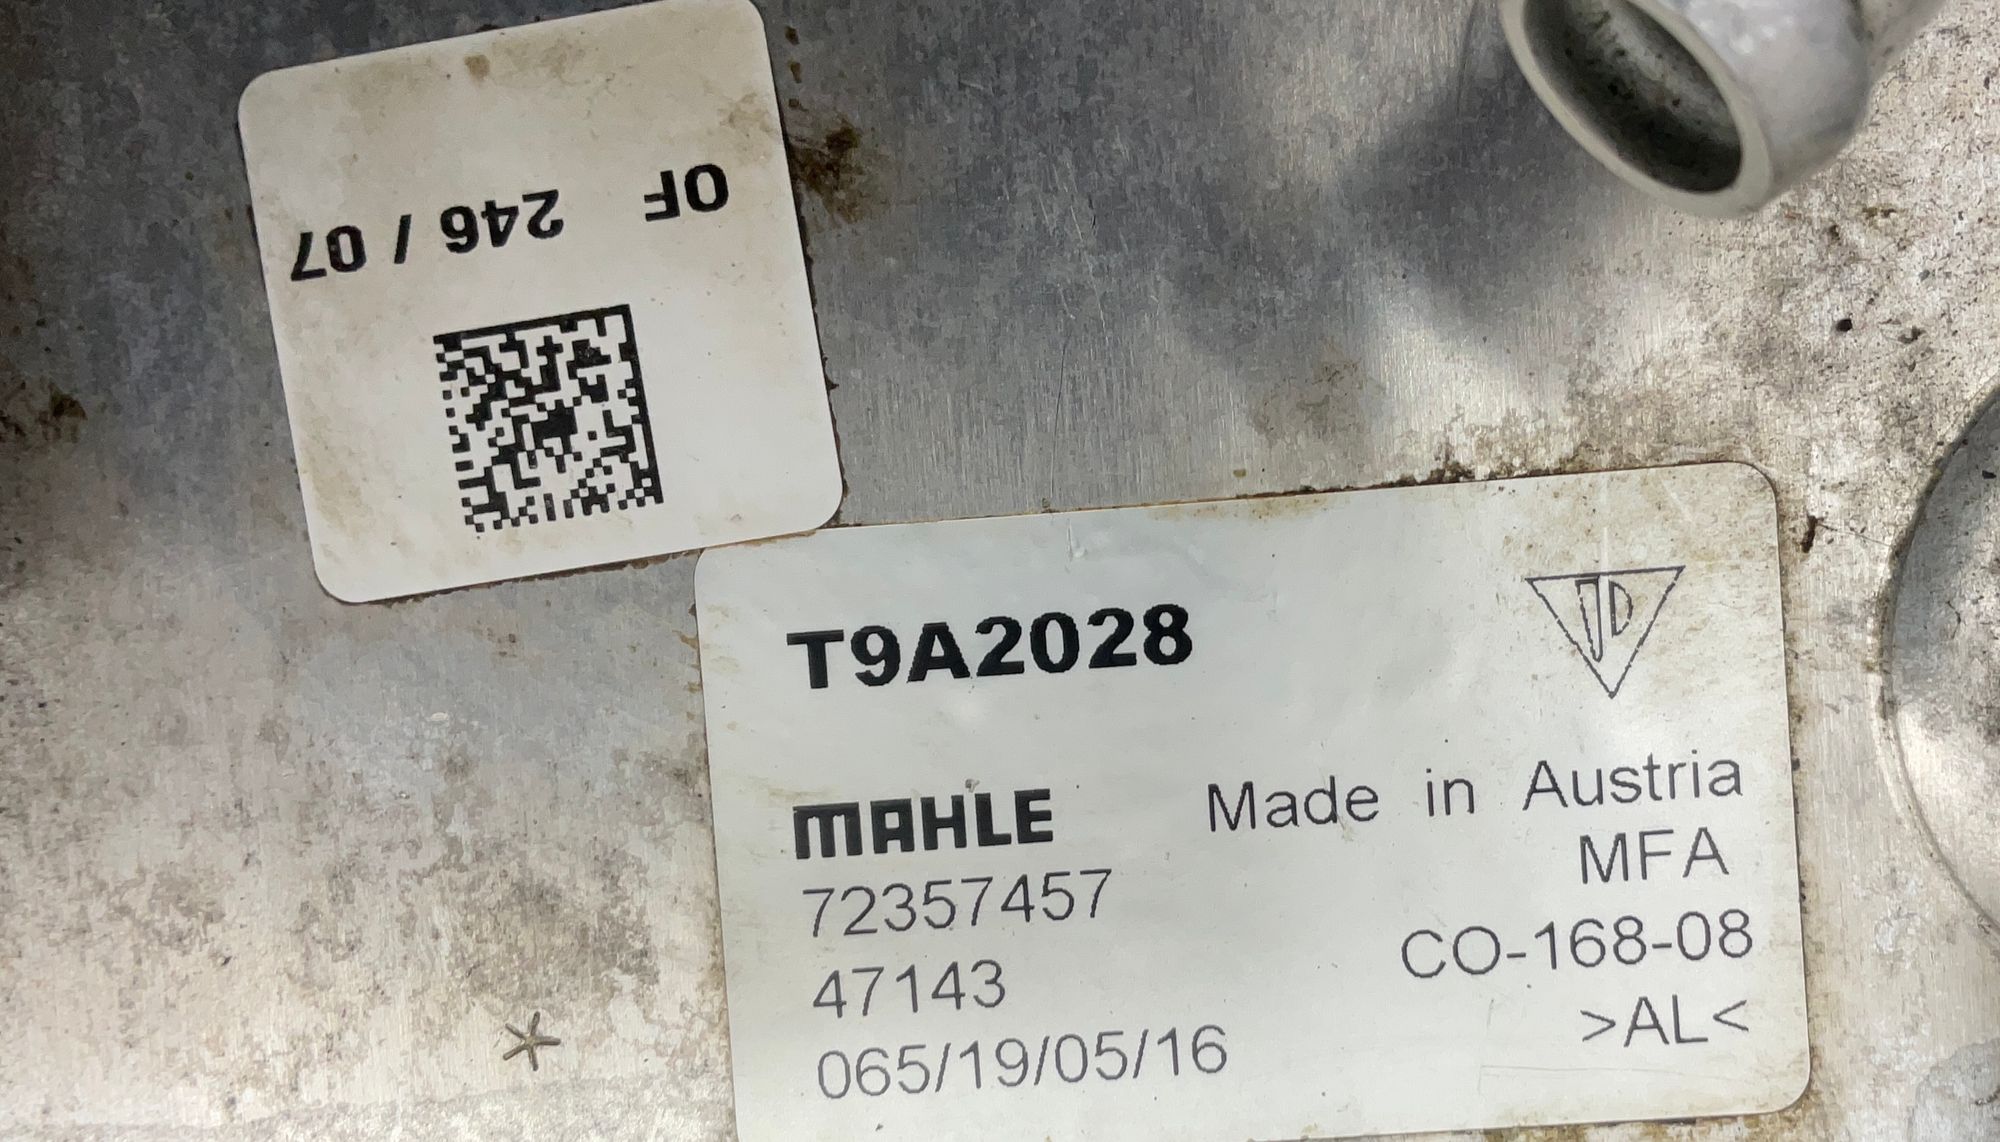 OF 246 / 07
T9A2028
JD
MAHLE
Made in Austria
72357457
MFA
47143
CO-168-08
065/19/05/16
>AL<